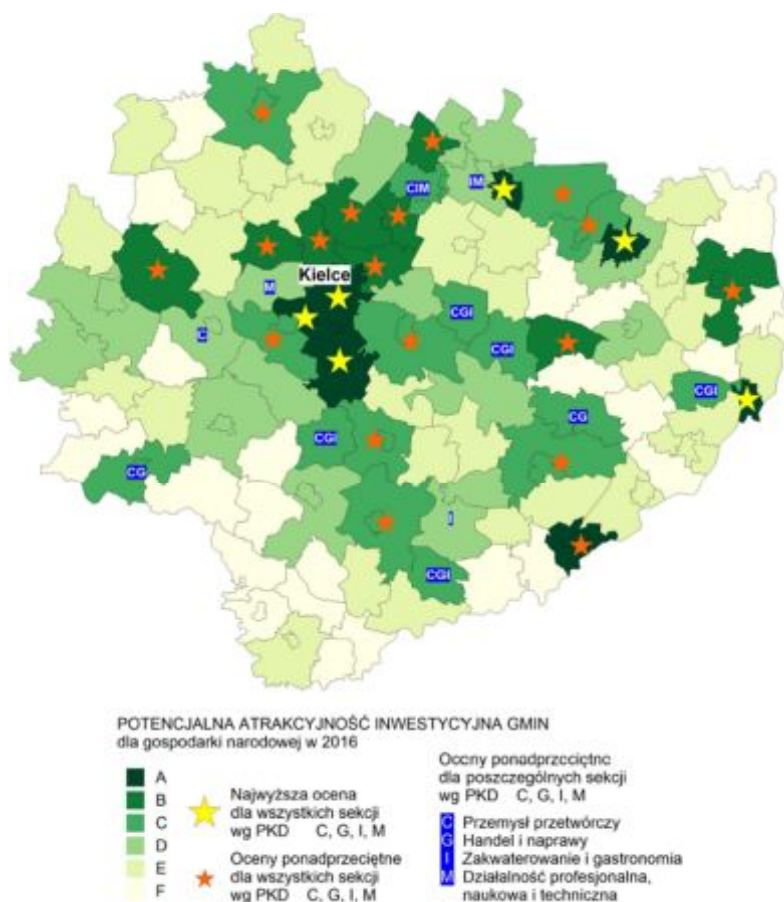 CIM
IM
Kielce
M
CGI
C
CGI
CGI
CG
CGI
CG
I
CGI
POTENCJALNA ATRAKCYJNOŚĆ INWESTYCYJNA GMIN
dla gospodarki narodowej w 2016
A
B
C
D
E
F
Najwyższa ocena
dla wszystkich sekcji
wg PKD C, G, I, M
Oceny ponadprzeciętne
dla wszystkich sekcji
wg PKD C, G, I, M
Oceny ponadprzeciętne
dla poszczególnych sekcji
wg PKD C, G, I, M
C Przemysł przetwórczy
G Handel i naprawy
I Zakwaterowanie i gastronomia
M Działalność profesjonalna,
naukowa i techniczna